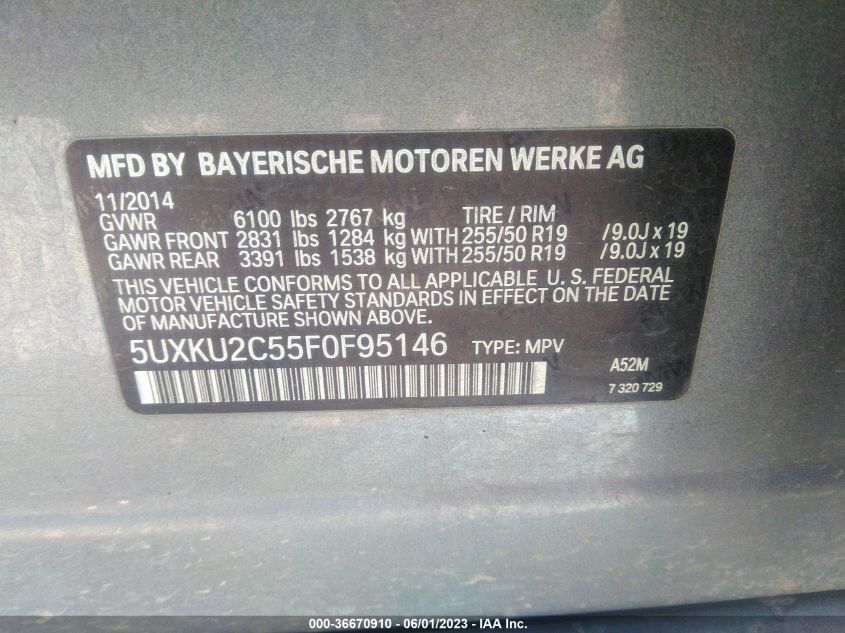 MFD BY BAYERISCHE MOTOREN WERKE AG
11/2014
GVWR 6100 lbs 2767 kg TIRE / RIM
GAWR FRONT 2831 lbs 1284 kg WITH 255/50 R19 /9.0J x 19
GAWR REAR 3391 lbs 1538 kg WITH 255/50 R19 /9.0J x 19
THIS VEHICLE CONFORMS TO ALL APPLICABLE U. S. FEDERAL
MOTOR VEHICLE SAFETY STANDARDS IN EFFECT ON THE DATE
OF MANUFACTURE SHOWN ABOVE.
5UXKU2C55F0F95146 TYPE: MPV
A52M
7 320 729
000-36670910 - 06/01/2023 - IAA Inc.